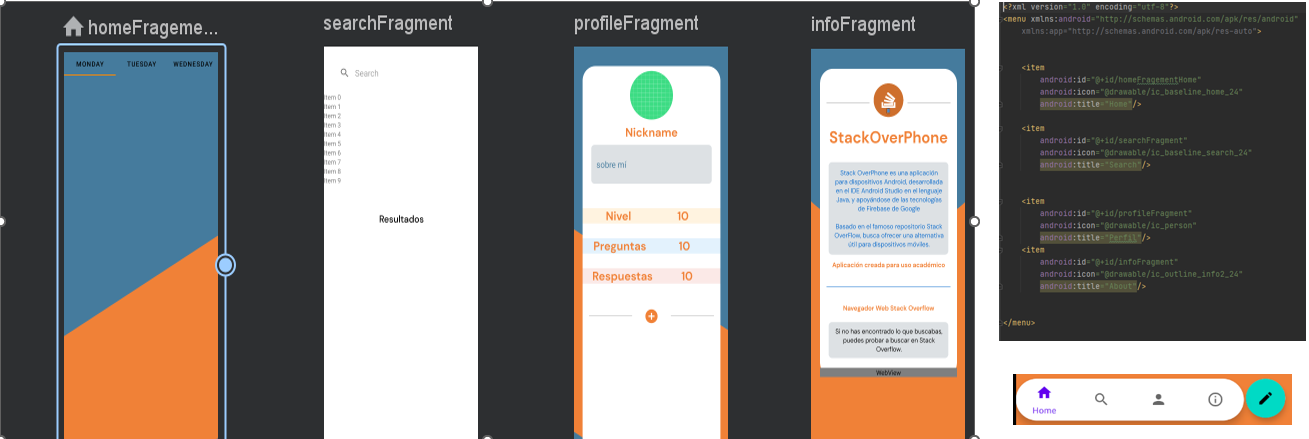 homeFrageme...
MONDAY TUESDAY WEDNESDAY
searchFragment
Search
Item 0
Item 1
Item 2
Item 3
Item 4
Item 5
Item 6
Item 7
Item 8
Item 9
Resultados
profileFragment
Nickname
sobre mí
Nivel 10
Preguntas 10
Respuestas 10
infoFragment
StackOverPhone
Stack OverPhone es una aplicación
para dispositivos Android, desarrollada
en el IDE Android Studio en el lenguaje
Java, y apoyándose de las tecnologías
de Firebase de Google
Basado en el famoso repositorio Stack
OverFlow, busca ofrecer una alternativa
útil para dispositivos móviles.
Aplicación creada para uso académico
Navegador Web Stack Overflow
Si no has encontrado lo que buscabas,
puedes probar a buscar en Stack
Overflow.
WebView
<?xml version="1.0" encoding="utf-8"?>
<menu xmlns:android="http://schemas.android.com/apk/res/android"
xmlns:app="http://schemas.android.com/apk/res-auto">
<item
android:id="@+id/homeFragementHome"
android:icon="@drawable/ic_baseline_home_24"
android:title="Home"/>
<item
android:id="@+id/searchFragment"
android:icon="@drawable/ic_baseline_search_24"
android:title="Search"/>
<item
android:id="@+id/profileFragment"
android:icon="@drawable/ic_person"
android:title="Perfil"/>
<item
android:id="@+id/infoFragment"
android:icon="@drawable/ic_outline_info2_24"
android:title="About"/>
</menu>
Home